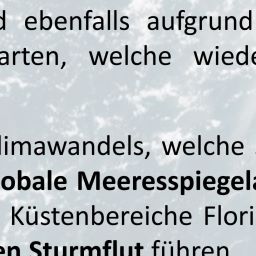 d ebenfalls aufgrund
arten, welche wiede
limawandels, welche
obale Meeresspiegela
Küstenbereiche Flori
en Sturmflut führen